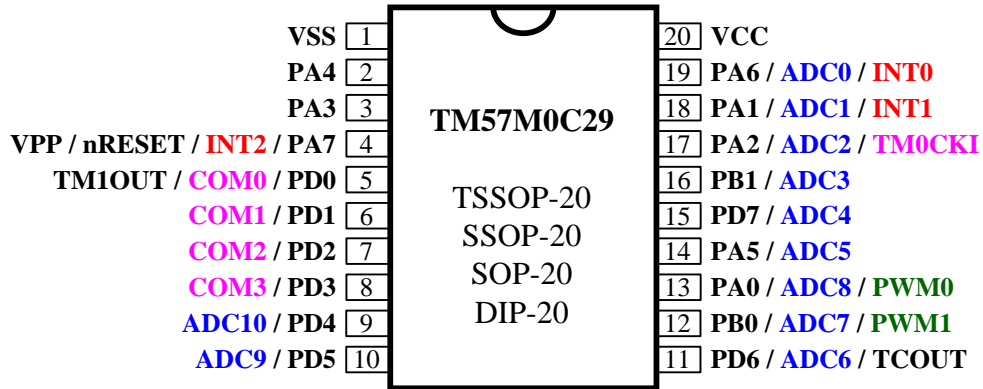 VSS 1
PA4 2
PA3 3
VPP / nRESET / INT2 / PA7 4
TM1OUT / COM0 / PD0 5
COM1 / PD1 6
COM2 / PD2 7
COM3 / PD3 8
ADC10 / PD4 9
ADC9 / PD5 10
TM57M0C29
TSSOP-20
SSOP-20
SOP-20
DIP-20
20 VCC
19 PA6 / ADC0 / INT0
18 PA1 / ADC1 / INT1
17 PA2 / ADC2 / TM0CKI
16 PB1 / ADC3
15 PD7 / ADC4
14 PA5 / ADC5
13 PA0 / ADC8 / PWM0
12 PB0 / ADC7 / PWM1
11 PD6 / ADC6 / TCOUT